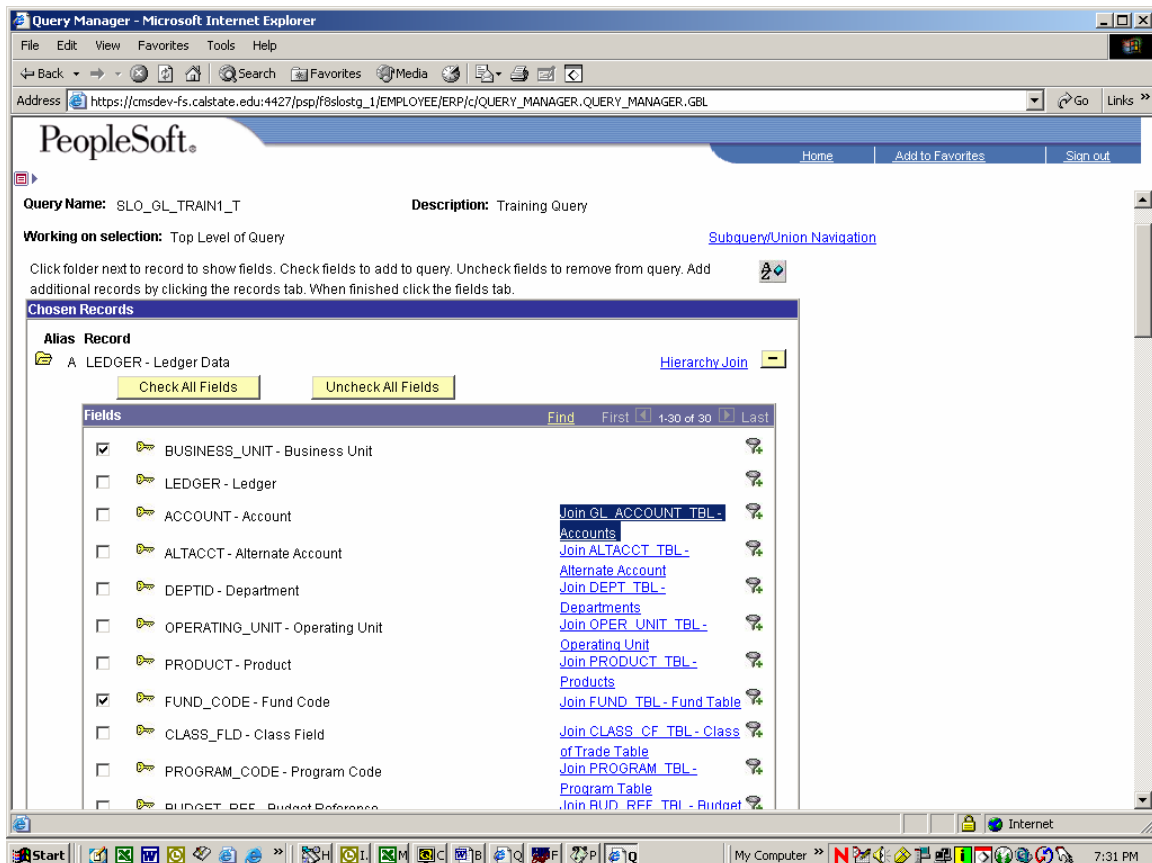 Query Manager - Microsoft Internet Explorer
File Edit View Favorites Tools Help
Back Search Favorites Media
Address https://cmsdev-fs.calstate.edu:4427/psp/f8slostg_1/EMPLOYEE/ERP/c/QUERY_MANAGER.QUERY_MANAGER.GBL Go Links »
PeopleSoft®
Home Add to Favorites Sign out
Query Name: SLO_GL_TRAIN1_T Description: Training Query
Working on selection: Top Level of Query Subquery/Union Navigation
Click folder next to record to show fields. Check fields to add to query. Uncheck fields to remove from query. Add
additional records by clicking the records tab. When finished click the fields tab.
Chosen Records
Alias Record
A LEDGER - Ledger Data Hierarchy Join
Check All Fields Uncheck All Fields
Fields Find First 1-30 of 30 Last
BUSINESS_UNIT - Business Unit
LEDGER - Ledger
ACCOUNT - Account Join GL_ACCOUNT_TBL -
Accounts
ALTACCT - Alternate Account Join ALTACCT_TBL -
Alternate Account
DEPTID - Department Join DEPT_TBL -
Departments
OPERATING_UNIT - Operating Unit Join OPER_UNIT_TBL -
Operating Unit
PRODUCT - Product Join PRODUCT_TBL -
Products
FUND_CODE - Fund Code Join FUND_TBL - Fund Table
CLASS_FLD - Class Field Join CLASS_CF_TBL - Class
of Trade Table
PROGRAM_CODE - Program Code Join PROGRAM_TBL -
Program Table
BUDGET_REF - Budget Reference Join BUD_REF_TBL - Budget
Internet
Start » H I. M C B Q F P Q My Computer » 7:31 PM